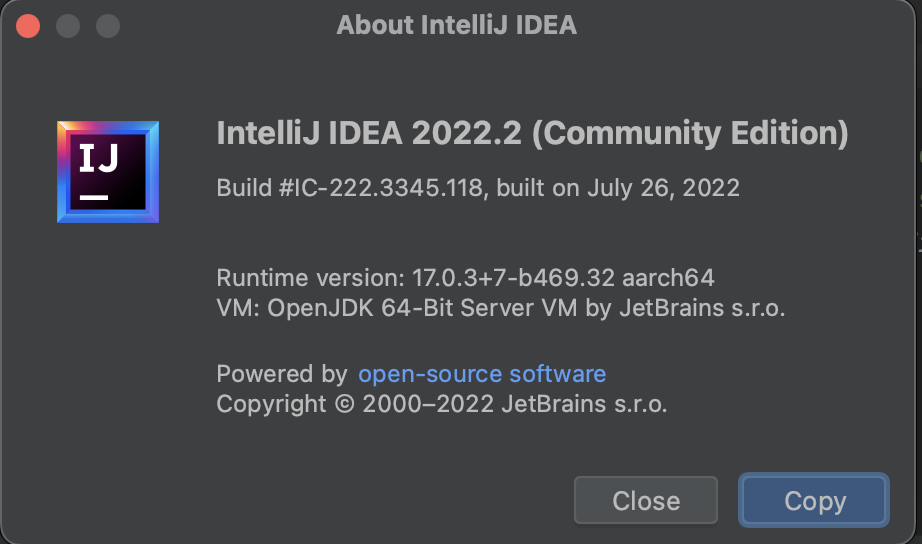 About IntelliJ IDEA
IJ
IntelliJ IDEA 2022.2 (Community Edition)
Build #IC-222.3345.118, built on July 26, 2022
Runtime version: 17.0.3+7-b469.32 aarch64
VM: OpenJDK 64-Bit Server VM by JetBrains s.r.o.
Powered by open-source software
Copyright © 2000–2022 JetBrains s.r.o.
Close Copy